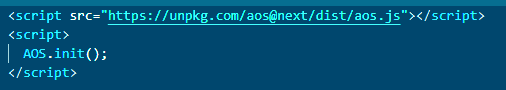 <script src="https://unpkg.com/aos@next/dist/aos.js"></script>
<script>
AOS.init();
</script>